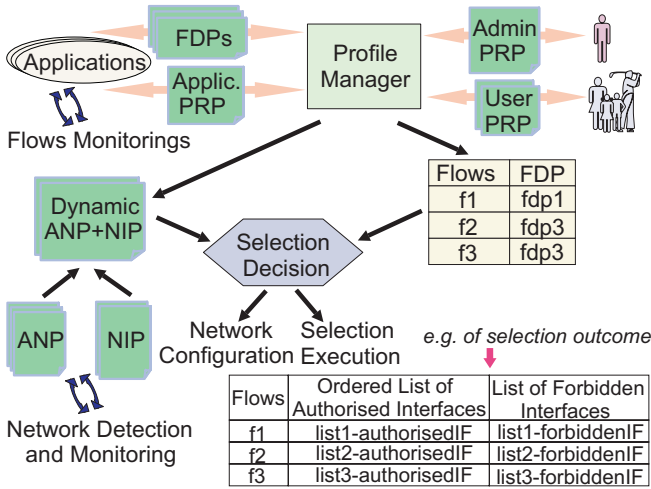 Applications
FDPs
Applic.
PRP
Profile
Manager
Admin
PRP
User
PRP
Flows Monitorings
Flows FDP
f1 fdp1
f2 fdp3
f3 fdp3
Dynamic
ANP+NIP
Selection
Decision
ANP
NIP
Network
Configuration
Selection
Execution
Network Detection
and Monitoring
e.g. of selection outcome
Flows Ordered List of Authorised Interfaces List of Forbidden Interfaces
f1 list1-authorisedIF list1-forbiddenIF
f2 list2-authorisedIF list2-forbiddenIF
f3 list3-authorisedIF list3-forbiddenIF